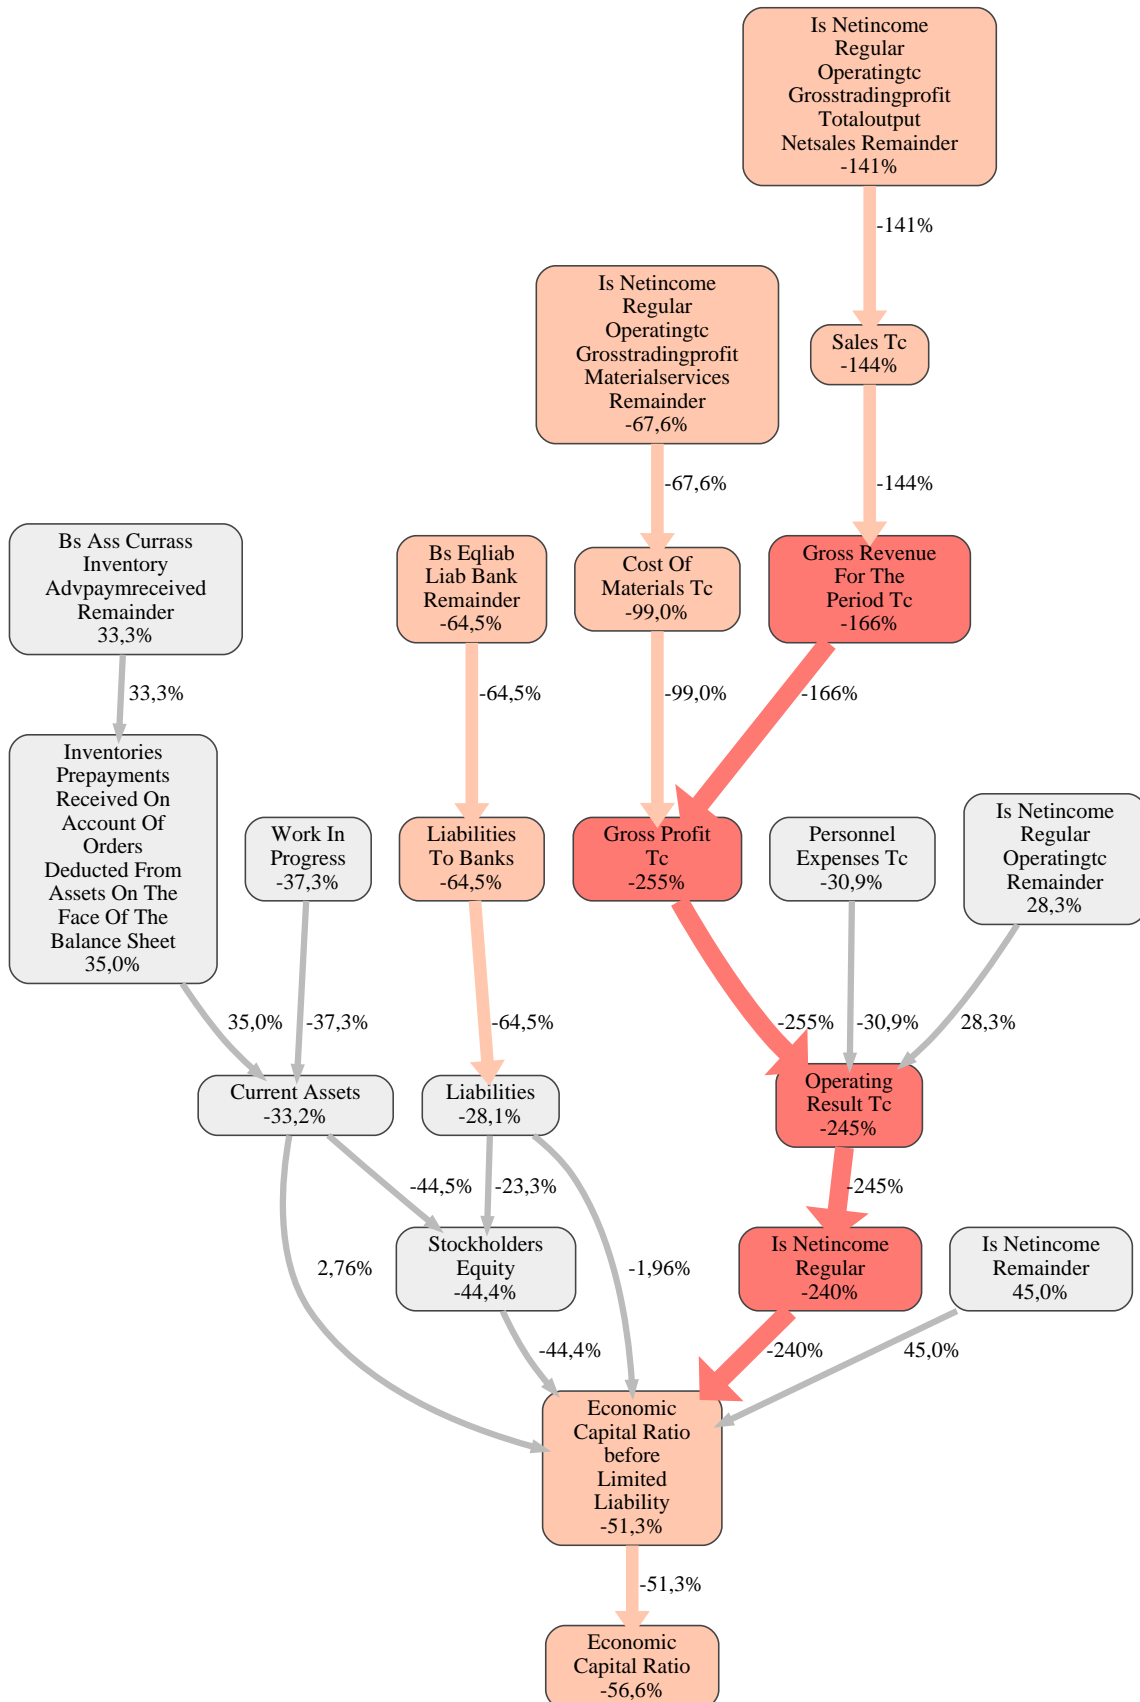 Is Netincome
Regular
Operatingtc
Grosstradingprofit
Totaloutput
Netsales Remainder
-141%
-141%
Is Netincome
Regular
Operatingtc
Grosstradingprofit
Materialservices
Remainder
-67,6%
Sales Tc
-144%
-67,6%
-144%
Bs Ass Currass
Inventory
Advpaymreceived
Remainder
33,3%
Bs Eqliab
Liab Bank
Remainder
-64,5%
Cost Of
Materials Tc
-99,0%
Gross Revenue
For The
Period Tc
-166%
33,3%
-64,5%
-99,0%
-166%
Inventories
Prepayments
Received On
Account Of
Orders
Deducted From
Assets On The
Face Of The
Balance Sheet
35,0%
Work In
Progress
-37,3%
Liabilities
To Banks
-64,5%
Gross Profit
Tc
-255%
Personnel
Expenses Tc
-30,9%
Is Netincome
Regular
Operatingtc
Remainder
28,3%
35,0%
-37,3%
-64,5%
-255%
-30,9%
28,3%
Current Assets
-33,2%
Liabilities
-28,1%
Operating
Result Tc
-245%
-44,5%
-23,3%
-245%
2,76%
Stockholders
Equity
-44,4%
-1,96%
Is Netincome
Regular
-240%
Is Netincome
Remainder
45,0%
-44,4%
-240%
45,0%
Economic
Capital Ratio
before
Limited
Liability
-51,3%
-51,3%
Economic
Capital Ratio
-56,6%